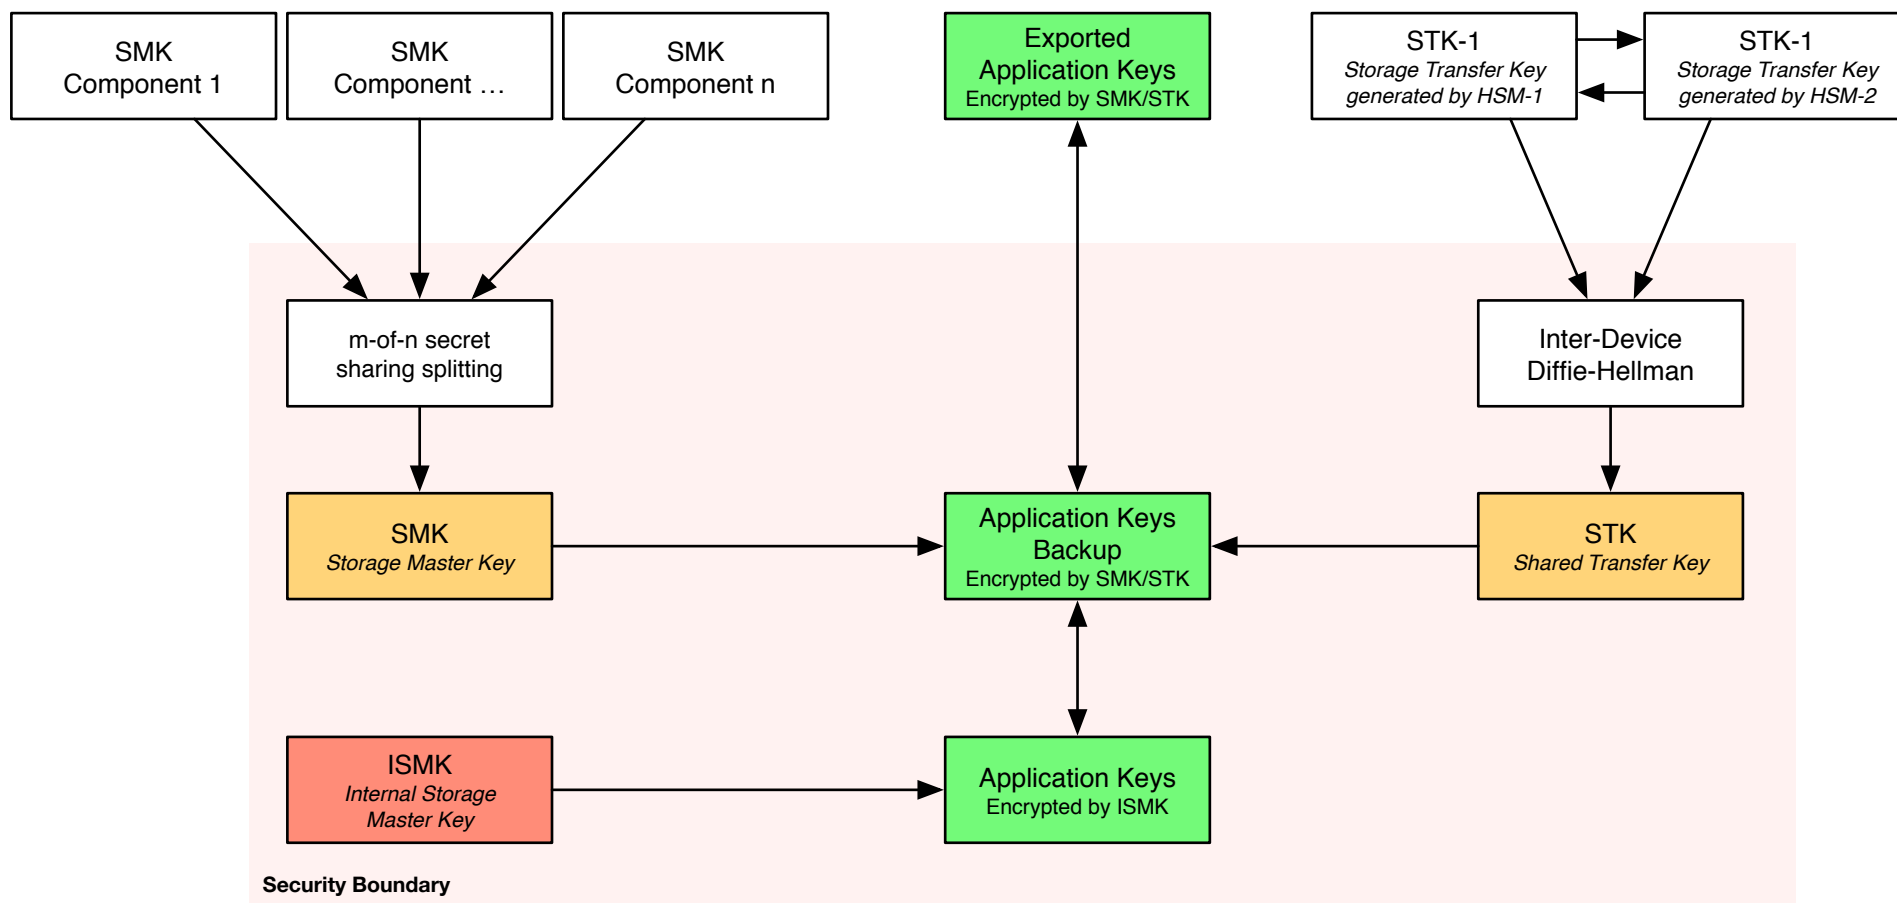 SMK
Component 1
SMK
Component …
SMK
Component n
Exported
Application Keys
Encrypted by SMK/STK
STK-1
Storage Transfer Key
generated by HSM-1
STK-1
Storage Transfer Key
generated by HSM-2
m-of-n secret
sharing splitting
Inter-Device
Diffie-Hellman
SMK
Storage Master Key
Application Keys
Backup
Encrypted by SMK/STK
STK
Shared Transfer Key
ISMK
Internal Storage
Master Key
Application Keys
Encrypted by ISMK
Security Boundary